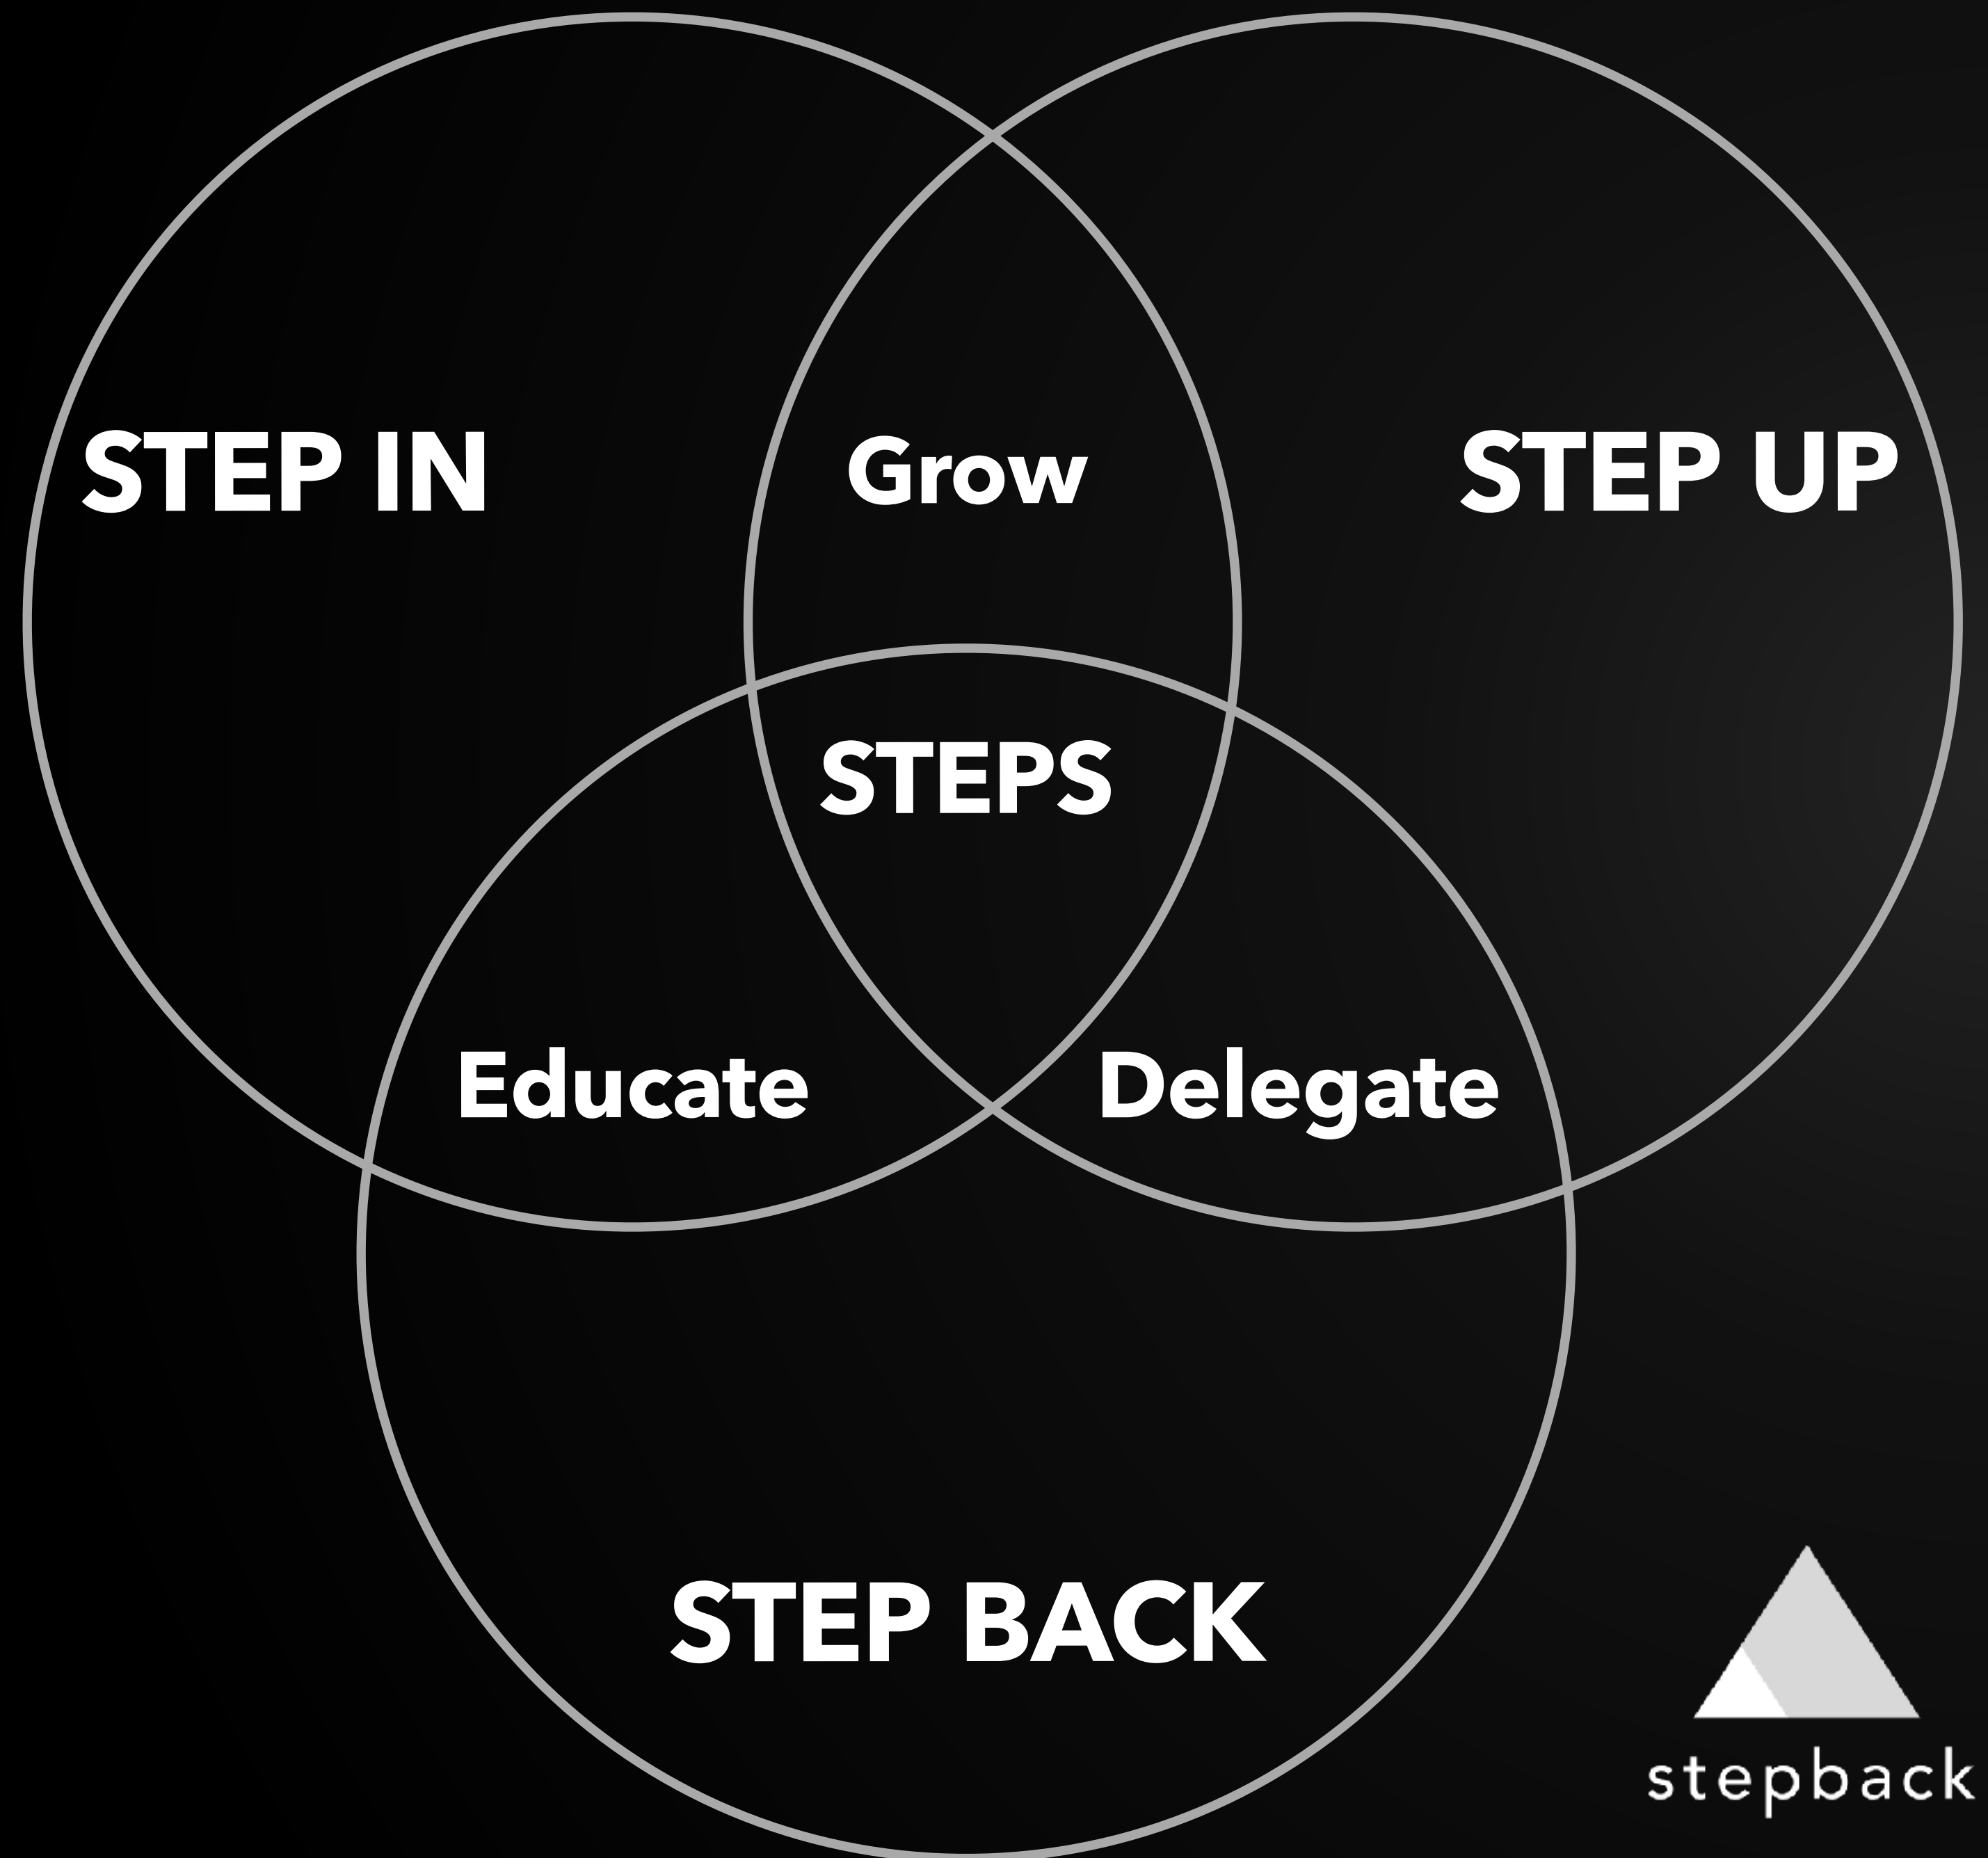 STEP IN
Grow
STEP UP
STEPS
Educate
Delegate
STEP BACK
stepback